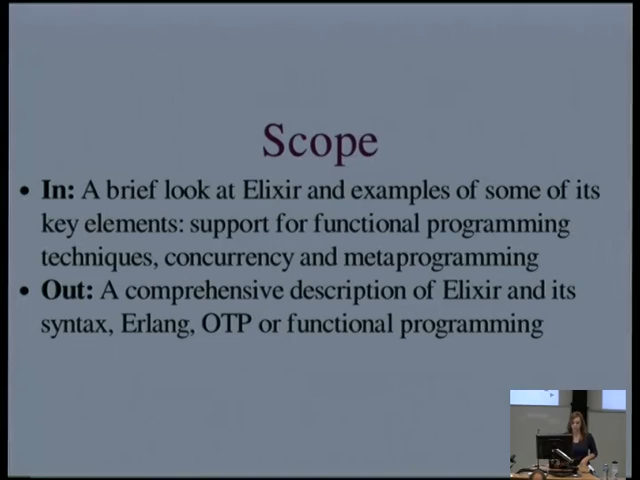 Scope
• In: A brief look at Elixir and examples of some of its
key elements: support for functional programming
techniques, concurrency and metaprogramming
• Out: A comprehensive description of Elixir and its
syntax, Erlang, OTP or functional programming